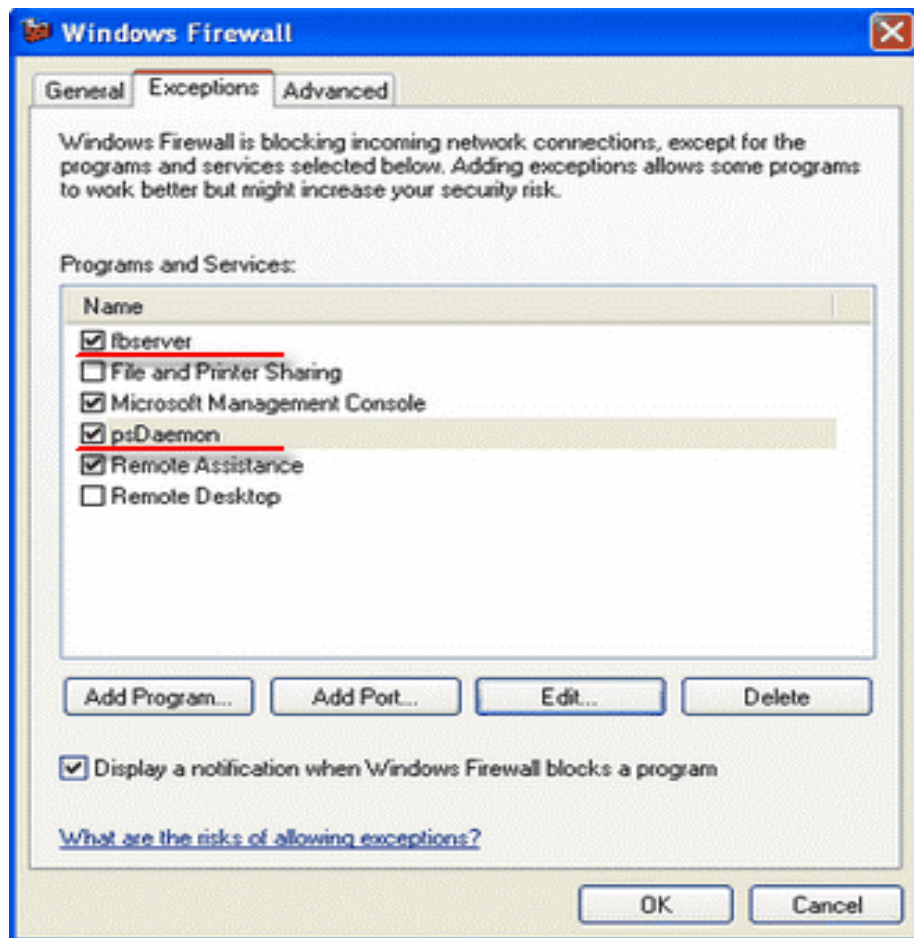 Windows Firewall
General Exceptions Advanced
Windows Firewall is blocking incoming network connections, except for the
programs and services selected below. Adding exceptions allows some programs
to work better but might increase your security risk.
Programs and Services:
Name
fbserver
File and Printer Sharing
Microsoft Management Console
psDaemon
Remote Assistance
Remote Desktop
Add Program... Add Port... Edit... Delete
Display a notification when Windows Firewall blocks a program
What are the risks of allowing exceptions?
OK Cancel